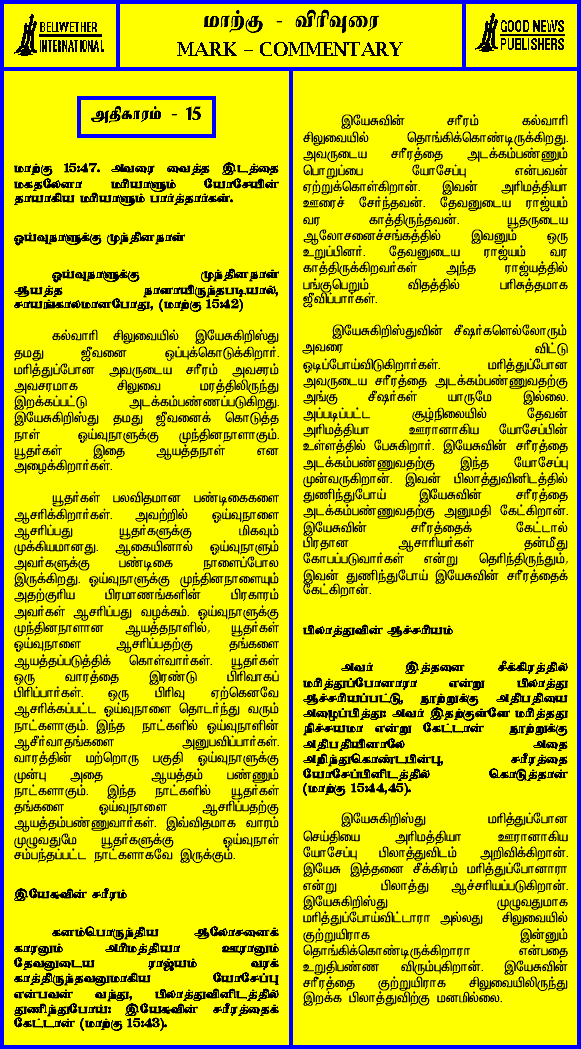 BELLWETHER
INTERNATIONAL
மாற்கு - விரிவுரை
MARK – COMMENTARY
GOOD NEWS
PUBLISHERS
அதிகாரம் - 15
மாற்கு 15:47. அவரை வைத்த இடத்தை
மகதலேனா மரியாளும் யோசேயின்
தாயாகிய மரியாளும் பார்த்தார்கள்.
ஓய்வுநாளுக்கு முந்தினநாள்
ஓய்வுநாளுக்கு முந்தினநாள்
ஆயத்த நாளாயிருந்தபடியால்,
சாயங்காலமானபோது, (மாற்கு 15:42)
கல்வாரி சிலுவையில் இயேசுகிறிஸ்து
தமது ஜீவனை ஒப்புக்கொடுக்கிறார்.
மரித்துப்போன அவருடைய சரீரம் அவசரம்
அவசரமாக சிலுவை மரத்திலிருந்து
இறக்கப்பட்டு அடக்கம்பண்ணப்படுகிறது.
இயேசுகிறிஸ்து தமது ஜீவனைக் கொடுத்த
நாள் ஓய்வுநாளுக்கு முந்தினநாளாகும்.
யூதர்கள் இதை ஆயத்தநாள் என
அழைக்கிறார்கள்.
யூதர்கள் பலவிதமான பண்டிகைகளை
ஆசரிக்கிறார்கள். அவற்றில் ஓய்வுநாளை
ஆசரிப்பது யூதர்களுக்கு மிகவும்
முக்கியமானது. ஆகையினால் ஓய்வுநாளும்
அவர்களுக்கு பண்டிகை நாளைப்போல
இருக்கிறது. ஓய்வுநாளுக்கு முந்தினநாளையும்
அதற்குரிய பிரமாணங்களின் பிரகாரம்
அவர்கள் ஆசரிப்பது வழக்கம். ஓய்வுநாளுக்கு
முந்தினநாளான ஆயத்தநாளில், யூதர்கள்
ஓய்வுநாளை ஆசரிப்பதற்கு தங்களை
ஆயத்தப்படுத்திக் கொள்வார்கள். யூதர்கள்
ஒரு வாரத்தை இரண்டு பிரிவாகப்
பிரிப்பார்கள். ஒரு பிரிவு ஏற்கெனவே
ஆசரிக்கப்பட்ட ஓய்வுநாளை தொடர்ந்து வரும்
நாட்களாகும். இந்த நாட்களில் ஓய்வுநாளின்
ஆசீர்வாதங்களை அனுபவிப்பார்கள்.
வாரத்தின் மற்றொரு பகுதி ஓய்வுநாளுக்கு
முன்பு அதை ஆயத்தம் பண்ணும்
நாட்களாகும். இந்த நாட்களில் யூதர்கள்
தங்களை ஓய்வுநாளை ஆசரிப்பதற்கு
ஆயத்தம்பண்ணுவார்கள். இவ்விதமாக வாரம்
முழுவதுமே யூதர்களுக்கு ஓய்வுநாள்
சம்பந்தப்பட்ட நாட்களாகவே இருக்கும்.
இயேசுவின் சரீரம்
கனம்பொருந்திய ஆலோசனைக்
காரனும் அரிமத்தியா ஊரானும்
தேவனுடைய ராஜ்யம் வரக்
காத்திருந்தவனுமாகிய யோசேப்பு
என்பவன் வந்து, பிலாத்துவினிடத்தில்
துணிந்துபோய்: இயேசுவின் சரீரத்தைக்
கேட்டான் (மாற்கு 15:43).
இயேசுவின் சரீரம் கல்வாரி
சிலுவையில் தொங்கிக்கொண்டிருக்கிறது.
அவருடைய சரீரத்தை அடக்கம்பண்ணும்
பொறுப்பை யோசேப்பு என்பவன்
ஏற்றுக்கொள்கிறான். இவன் அரிமத்தியா
ஊரைச் சேர்ந்தவன். தேவனுடைய ராஜ்யம்
வர காத்திருந்தவன். யூதருடைய
ஆலோசனைச்சங்கத்தில் இவனும் ஒரு
உறுப்பினர். தேவனுடைய ராஜ்யம் வர
காத்திருக்கிறவர்கள் அந்த ராஜ்யத்தில்
பங்குபெறும் விதத்தில் பரிசுத்தமாக
ஜீவிப்பார்கள்.
இயேசுகிறிஸ்துவின் சீஷர்களெல்லோரும்
அவரை விட்டு
ஓடிப்போய்விடுகிறார்கள். மரித்துப்போன
அவருடைய சரீரத்தை அடக்கம்பண்ணுவதற்கு
அங்கு சீஷர்கள் யாருமே இல்லை.
அப்படிப்பட்ட சூழ்நிலையில் தேவன்
அரிமத்தியா ஊரானாகிய யோசேப்பின்
உள்ளத்தில் பேசுகிறார். இயேசுவின் சரீரத்தை
அடக்கம்பண்ணுவதற்கு இந்த யோசேப்பு
முன்வருகிறான். இவன் பிலாத்துவினிடத்தில்
துணிந்துபோய் இயேசுவின் சரீரத்தை
அடக்கம்பண்ணுவதற்கு அனுமதி கேட்கிறான்.
இயேசுவின் சரீரத்தைக் கேட்டால்
பிரதான ஆசாரியர்கள் தன்மீது
கோபப்படுவார்கள் என்று தெரிந்திருந்தும்,
இவன் துணிந்துபோய் இயேசுவின் சரீரத்தைக்
கேட்கிறான்.
பிலாத்துவின் ஆச்சரியம்
அவர் இத்தனை சீக்கிரத்தில்
மரித்துப்போனாரா என்று பிலாத்து
ஆச்சரியப்பட்டு, நூற்றுக்கு அதிபதியை
அழைப்பித்து: அவர் இதற்குள்ளே மரித்தது
நிச்சயமா என்று கேட்டான் நூற்றுக்கு
அதிபதியினாலே அதை
அறிந்துகொண்டபின்பு, சரீரத்தை
யோசேப்பினிடத்தில் கொடுத்தான்
(மாற்கு 15:44,45).
இயேசுகிறிஸ்து மரித்துப்போன
செய்தியை அரிமத்தியா ஊரானாகிய
யோசேப்பு பிலாத்துவிடம் அறிவிக்கிறான்.
இயேசு இத்தனை சீக்கிரம் மரித்துப்போனாரா
என்று பிலாத்து ஆச்சரியப்படுகிறான்.
இயேசுகிறிஸ்து முழுவதுமாக
மரித்துப்போய்விட்டாரா அல்லது சிலுவையில்
குற்றுயிராக இன்னும்
தொங்கிக்கொண்டிருக்கிறாரா என்பதை
உறுதிபண்ண விரும்புகிறான். இயேசுவின்
சரீரத்தை குற்றுயிராக சிலுவையிலிருந்து
இறக்க பிலாத்துவிற்கு மனமில்லை.